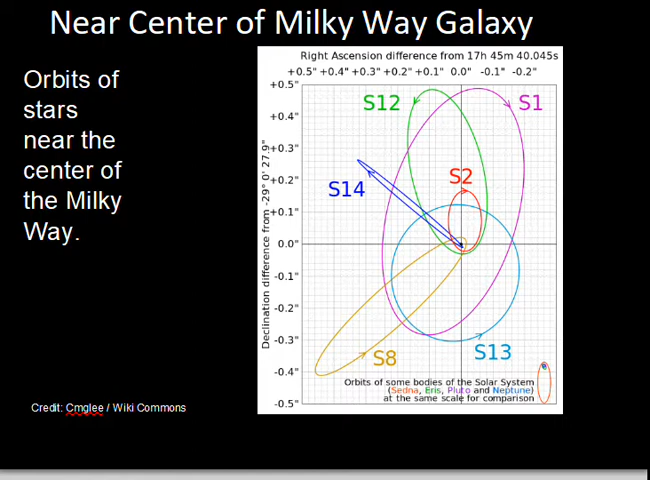 Near Center of Milky Way Galaxy
Orbits of
stars
near the
center of
the Milky
Way.
Right Ascension difference from 17h 45m 40.045s
+0.5" +0.4" +0.3" +0.2" +0.1" 0.0" -0.1" -0.2"
Declination difference from -29° 0' 27.9"
+0.5"
+0.4"
+0.3"
+0.2"
+0.1"
0.0"
-0.1"
-0.2"
-0.3"
-0.4"
-0.5"
S12
S1
S2
S14
S13
S8
Orbits of some bodies of the Solar System
(Sedna, Eris, Pluto and Neptune)
at the same scale for comparison
Credit: Cmglee / Wiki Commons